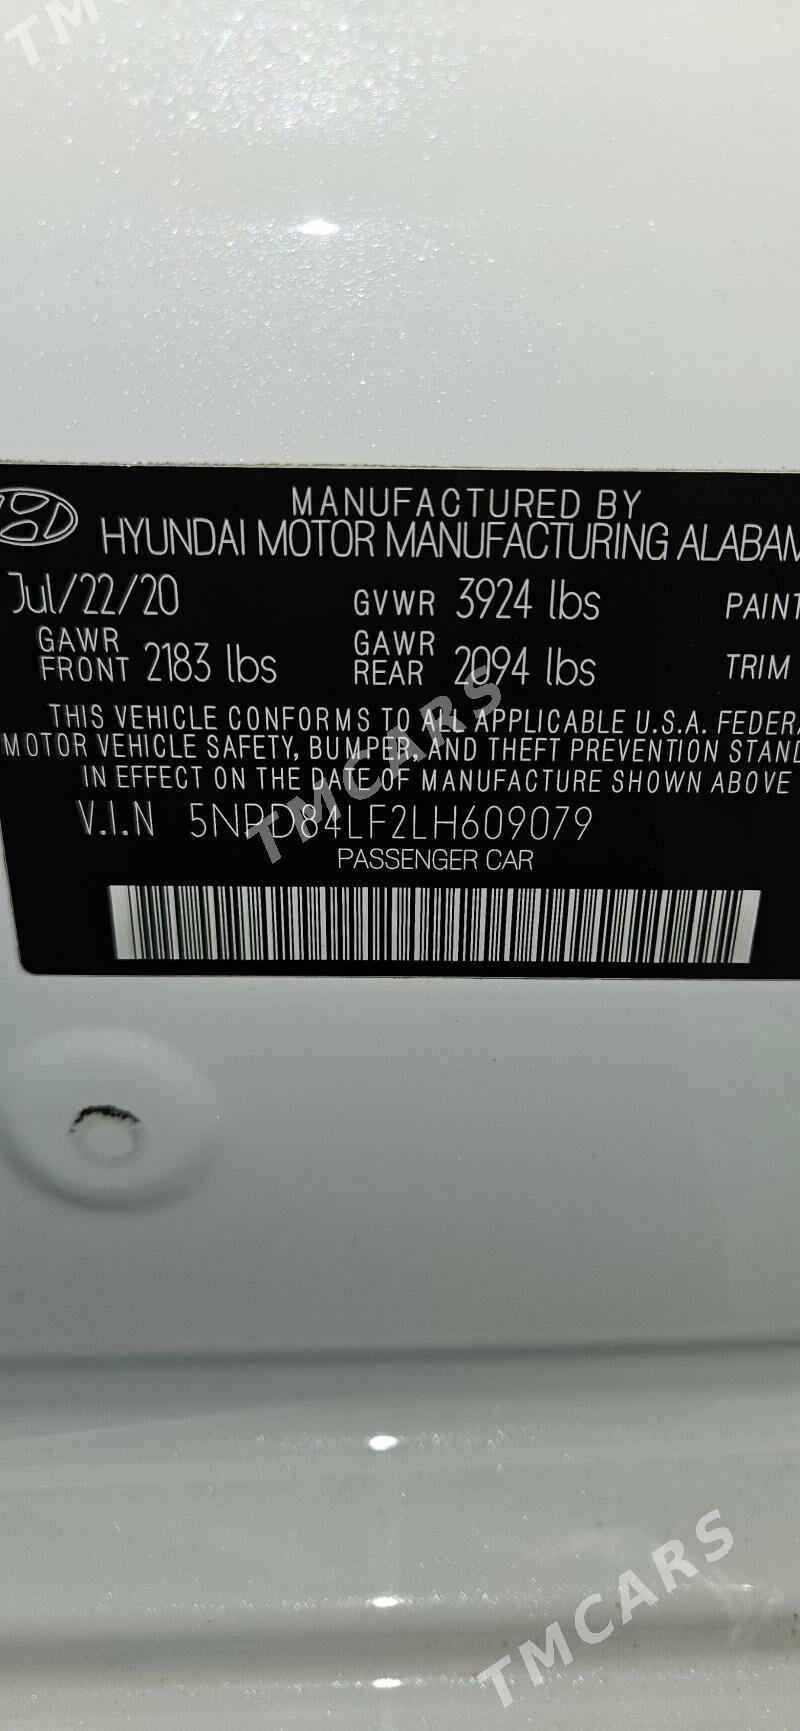 TMCARS
MANUFACTURED BY
HYUNDAI MOTOR MANUFACTURING ALABAM
Jul/22/20 GVWR 3924 lbs PAINT
GAWR FRONT 2183 lbs GAWR REAR 2094 lbs TRIM
THIS VEHICLE CONFORMS TO ALL APPLICABLE U.S.A. FEDERA
MOTOR VEHICLE SAFETY, BUMPER, AND THEFT PREVENTION STAND
IN EFFECT ON THE DATE OF MANUFACTURE SHOWN ABOVE
V.I.N 5NPD84LF2LH609079
PASSENGER CAR
TMCARS
TMCARS